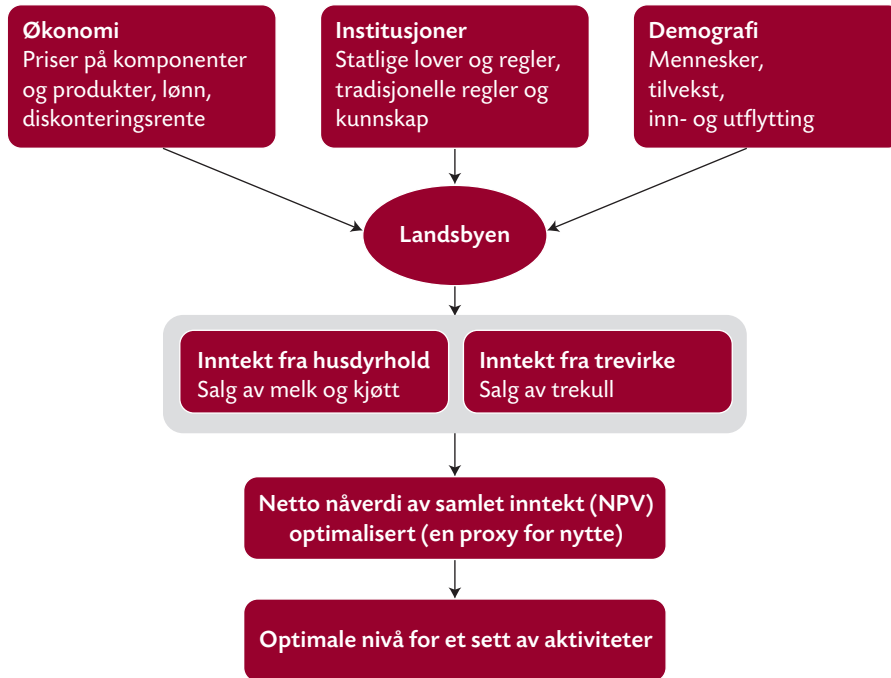 Økonomi
Priser på komponenter
og produkter, lønn,
diskonteringsrente
Institusjoner
Statlige lover og regler,
tradisjonelle regler og
kunnskap
Demografi
Mennesker,
tilvekst,
inn- og utflytting
Landsbyen
Inntekt fra husdyrhold
Salg av melk og kjøtt
Inntekt fra trevirke
Salg av trekull
Netto nåverdi av samlet inntekt (NPV)
optimalisert (en proxy for nytte)
Optimale nivå for et sett av aktiviteter